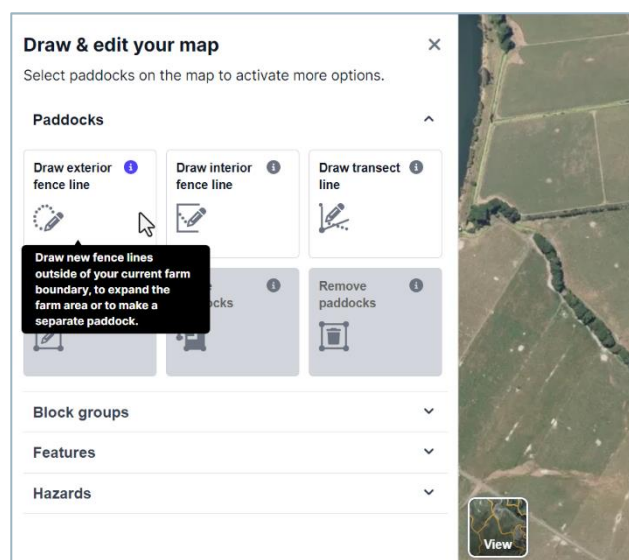 Draw & edit your map
Select paddocks on the map to activate more options.
Paddocks
Draw exterior
fence line
Draw interior
fence line
Draw transect
line
Draw new fence lines
outside of your current farm
boundary, to expand the
farm area or to make a
separate paddock.
Remove
paddocks
Block groups
Features
Hazards
View